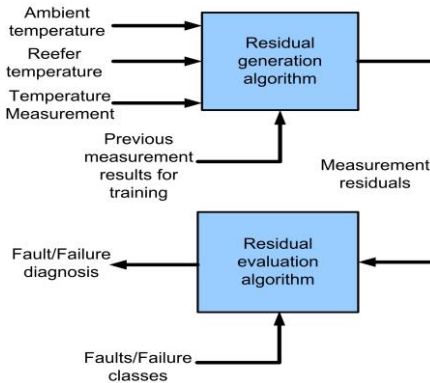 Ambient
temperature
Reefer
temperature
Temperature
Measurement
Residual
generation
algorithm
Previous
measurement
results for
training
Measurement
residuals
Residual
evaluation
algorithm
Fault/Failure
diagnosis
Faults/Failure
classes